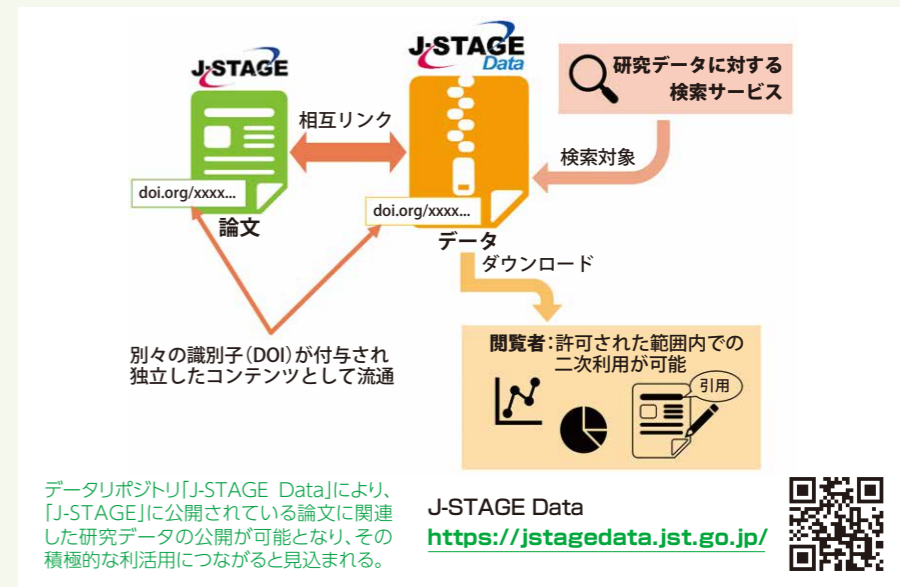 J-STAGE
J-STAGE
Data
研究データに対する
検索サービス
相互リンク
検索対象
doi.org/xxxx...
論文
doi.org/xxxx...
データ
ダウンロード
別々の識別子（DOI）が付与され
独立したコンテンツとして流通
閲覧者：許可された範囲内での
二次利用が可能
引用
データリポジトリ「J-STAGE Data」により、
「J-STAGE」に公開されている論文に関連
した研究データの公開が可能となり、その
積極的な利活用につながると見込まれる。
J-STAGE Data
https://jstagedata.jst.go.jp/